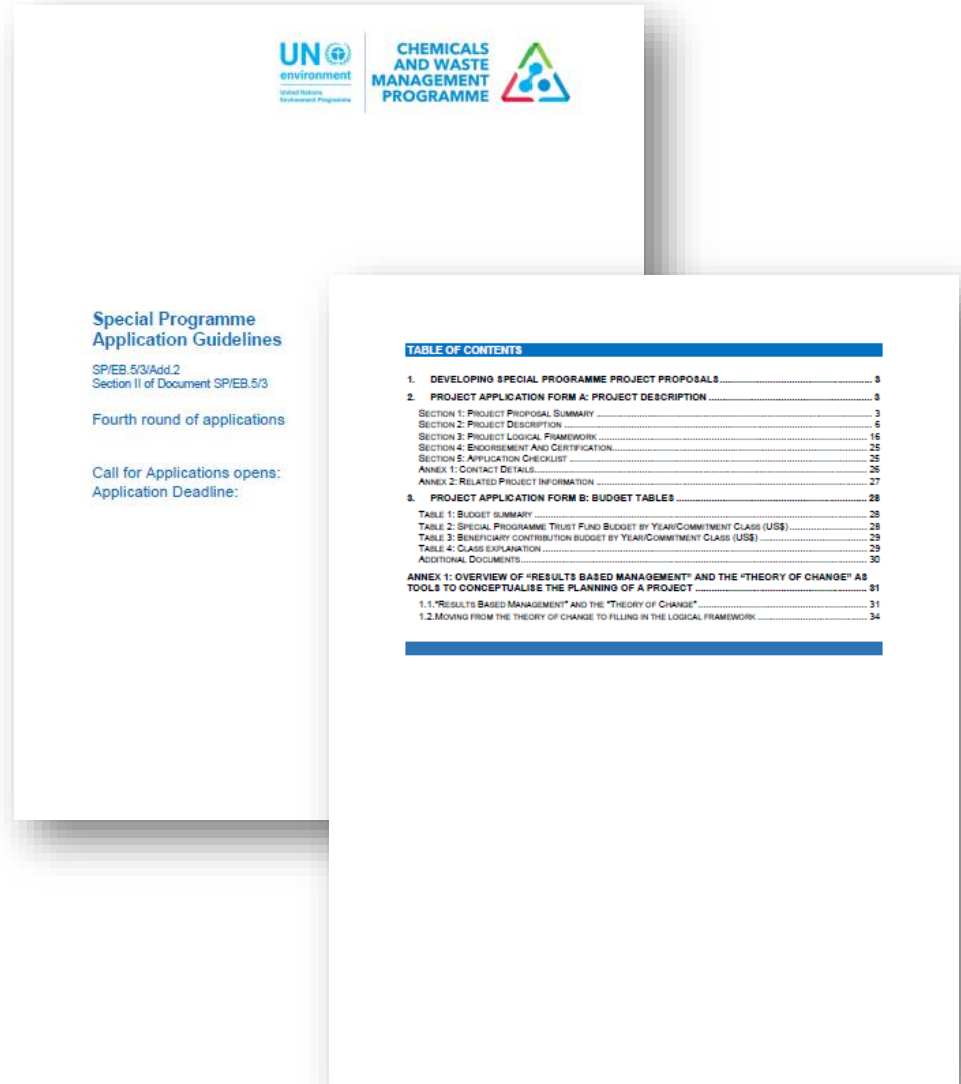 UN
environment
United Nations
Environment Programme
CHEMICALS
AND WASTE
MANAGEMENT
PROGRAMME
Special Programme
Application Guidelines
SP/EB.5/3/Add.2
Section II of Document SP/EB.5/3
Fourth round of applications
Call for Applications opens:
Application Deadline:
TABLE OF CONTENTS
1. DEVELOPING SPECIAL PROGRAMME PROJECT PROPOSALS 3
2. PROJECT APPLICATION FORM A: PROJECT DESCRIPTION 3
SECTION 1: PROJECT PROPOSAL SUMMARY 3
SECTION 2: PROJECT DESCRIPTION 6
SECTION 3: PROJECT LOGICAL FRAMEWORK 16
SECTION 4: ENDORSEMENT AND CERTIFICATION 25
SECTION 5: APPLICATION CHECKLIST 25
ANNEX 1: CONTACT DETAILS 26
ANNEX 2: RELATED PROJECT INFORMATION 27
3. PROJECT APPLICATION FORM B: BUDGET TABLES 28
TABLE 1: BUDGET SUMMARY 28
TABLE 2: SPECIAL PROGRAMME TRUST FUND BUDGET BY YEAR/COMMITMENT CLASS (US$) 28
TABLE 3: BENEFICIARY CONTRIBUTION BUDGET BY YEAR/COMMITMENT CLASS (US$) 29
TABLE 4: CLASS EXPLANATION 29
ADDITIONAL DOCUMENTS 30
ANNEX 1: OVERVIEW OF "RESULTS BASED MANAGEMENT" AND THE "THEORY OF CHANGE" AS
TOOLS TO CONCEPTUALISE THE PLANNING OF A PROJECT 31
1.1."RESULTS BASED MANAGEMENT" AND THE "THEORY OF CHANGE" 31
1.2.MOVING FROM THE THEORY OF CHANGE TO FILLING IN THE LOGICAL FRAMEWORK 34